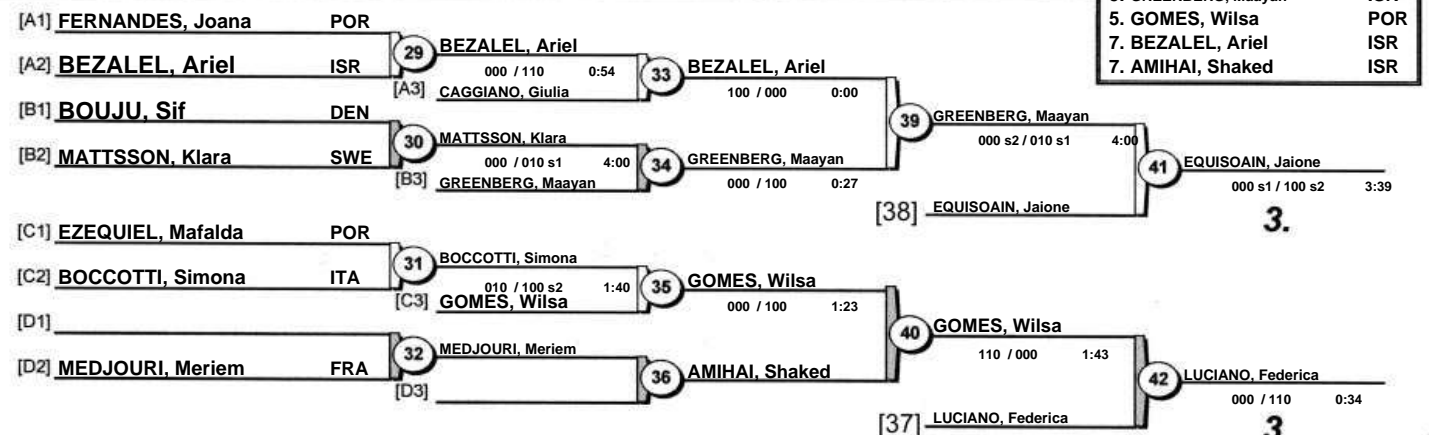 5. GREENBERG, Maayan ISR
5. GOMES, Wilsa POR
7. BEZALEL, Ariel ISR
7. AMIHAI, Shaked ISR
[A1] FERNANDES, Joana POR
29 BEZALEL, Ariel
[A2] BEZALEL, Ariel ISR
000 / 110 0:54
33 BEZALEL, Ariel
[A3] CAGGIANO, Giulia
100 / 000 0:00
[B1] BOUJU, Sif DEN
39 GREENBERG, Maayan
30 MATTSSON, Klara
000 s2 / 010 s1 4:00
[B2] MATTSSON, Klara SWE
000 / 010 s1 4:00
34 GREENBERG, Maayan
41 EQUISOAIN, Jaione
[B3] GREENBERG, Maayan
000 / 100 0:27
000 s1 / 100 s2 3:39
[38] EQUISOAIN, Jaione
3.
[C1] EZEQUIEL, Mafalda POR
31 BOCCOTTI, Simona
[C2] BOCCOTTI, Simona ITA
010 / 100 s2 1:40
35 GOMES, Wilsa
[C3] GOMES, Wilsa
000 / 100 1:23
[D1]
40 GOMES, Wilsa
32 MEDJOURI, Meriem
110 / 000 1:43
[D2] MEDJOURI, Meriem FRA
36 AMIHAI, Shaked
42 LUCIANO, Federica
[D3]
000 / 110 0:34
[37] LUCIANO, Federica
3